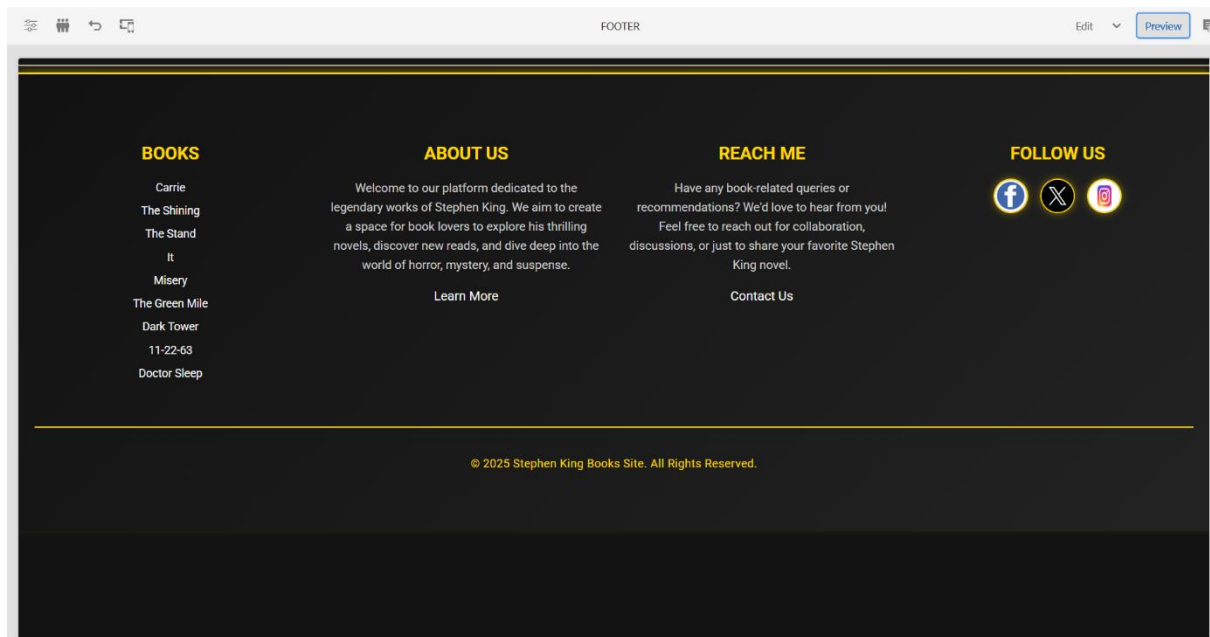 FOOTER
Edit
Preview
BOOKS
Carrie
The Shining
The Stand
It
Misery
The Green Mile
Dark Tower
11-22-63
Doctor Sleep
ABOUT US
Welcome to our platform dedicated to the
legendary works of Stephen King. We aim to create
a space for book lovers to explore his thrilling
novels, discover new reads, and dive deep into the
world of horror, mystery, and suspense.
Learn More
REACH ME
Have any book-related queries or
recommendations? We'd love to hear from you!
Feel free to reach out for collaboration,
discussions, or just to share your favorite Stephen
King novel.
Contact Us
FOLLOW US
© 2025 Stephen King Books Site. All Rights Reserved.